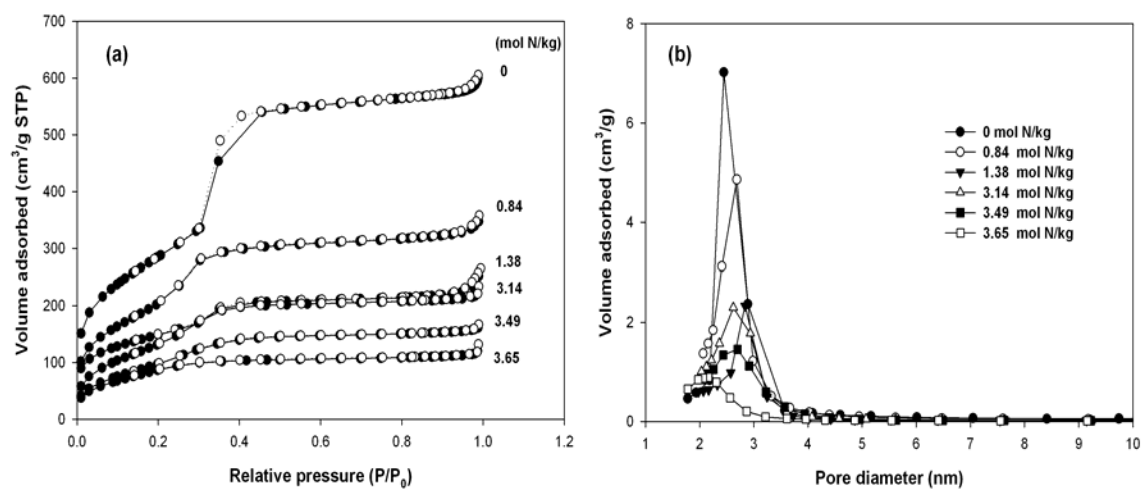 (a)
(mol N/kg)
0
0.84
1.38
3.14
3.49
3.65
700
600
500
400
300
200
100
0
0.0 0.2 0.4 0.6 0.8 1.0 1.2
Volume adsorbed (cm³/g STP)
Relative pressure (P/P₀)
(b)
0 mol N/kg
0.84 mol N/kg
1.38 mol N/kg
3.14 mol N/kg
3.49 mol N/kg
3.65 mol N/kg
8
6
4
2
0
1 2 3 4 5 6 7 8 9 10
Volume adsorbed (cm³/g)
Pore diameter (nm)